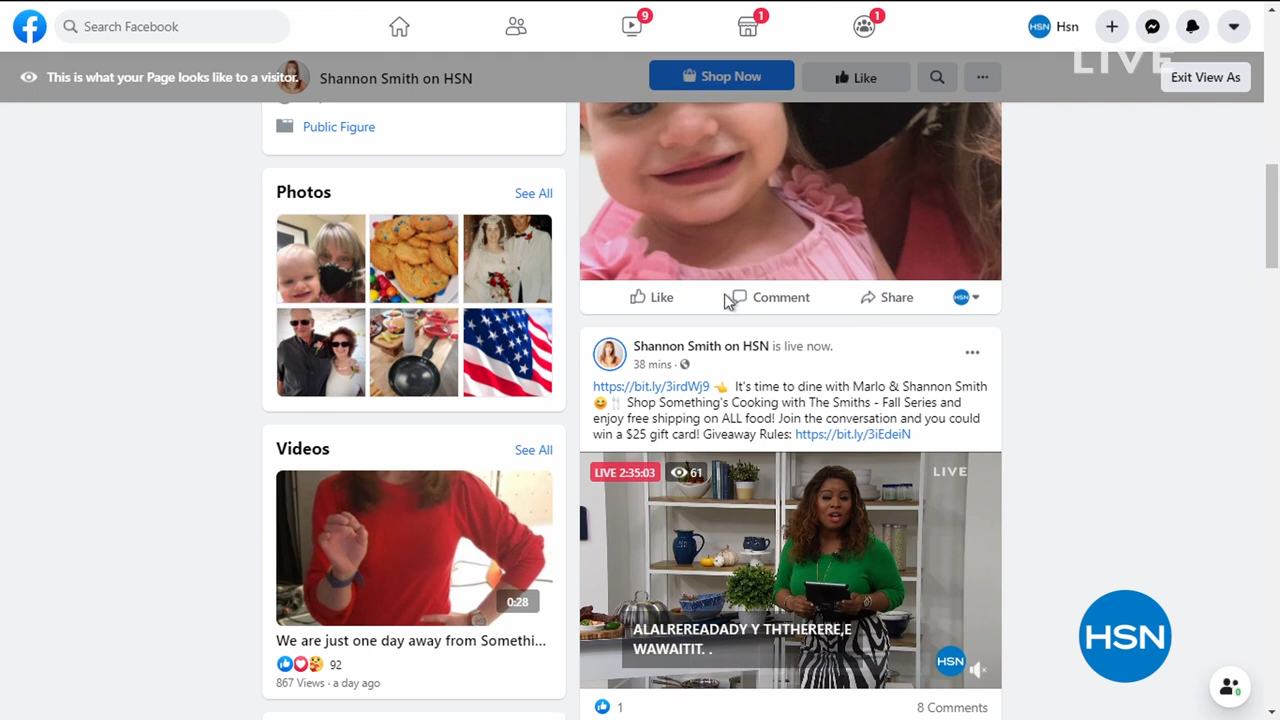 Search Facebook
9
1
1
HSN Hsn
LIVE
This is what your Page looks like to a visitor.
Shannon Smith on HSN
Shop Now
Like
Exit View As
Public Figure
Photos
See All
Videos
See All
0:28
We are just one day away from Somethi...
92
867 Views · a day ago
Like
Comment
Share
HSN
Shannon Smith on HSN is live now.
38 mins ·
https://bit.ly/3irdWj9 👈 It's time to dine with Marlo & Shannon Smith
😄🍴 Shop Something's Cooking with The Smiths - Fall Series and
enjoy free shipping on ALL food! Join the conversation and you could
win a $25 gift card! Giveaway Rules: https://bit.ly/3iEdeiN
LIVE 2:35:03
61
LIVE
ALALREREADADY Y THTHERERE,E
WAWAITIT. .
HSN
1
8 Comments
HSN
0